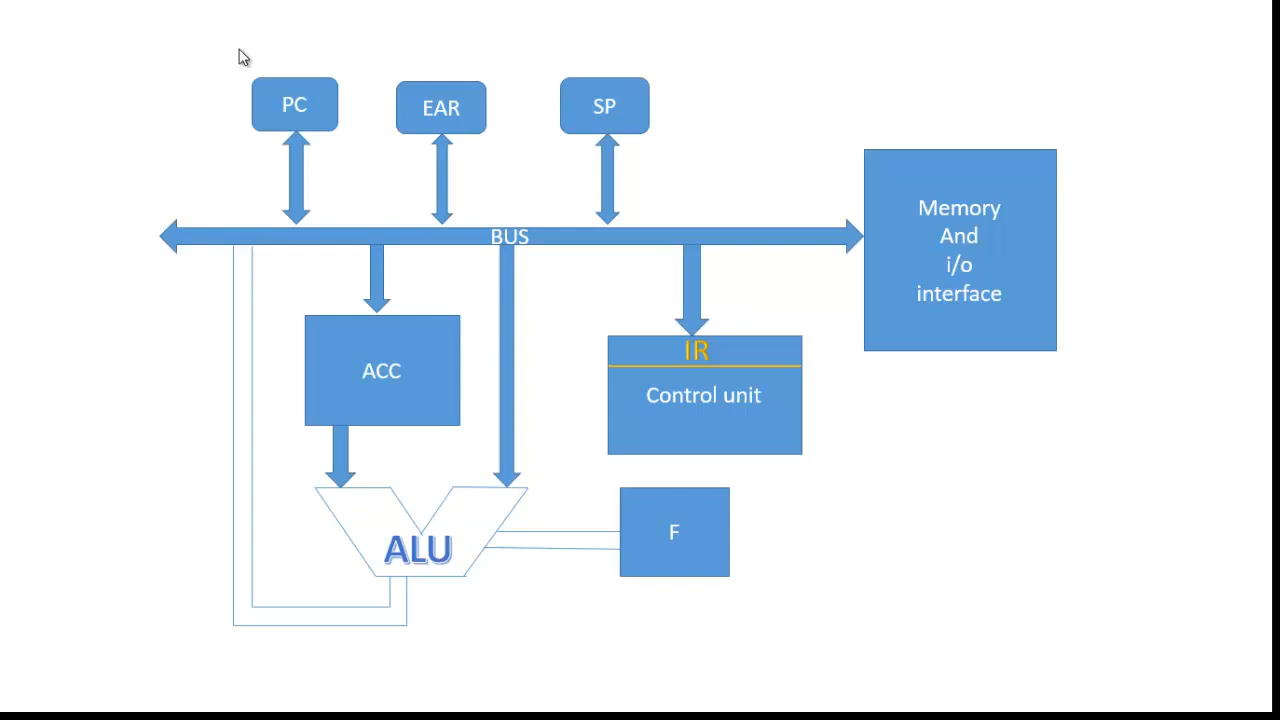 PC
EAR
SP
BUS
Memory
And
i/o
interface
IR
ACC
Control unit
ALU
F